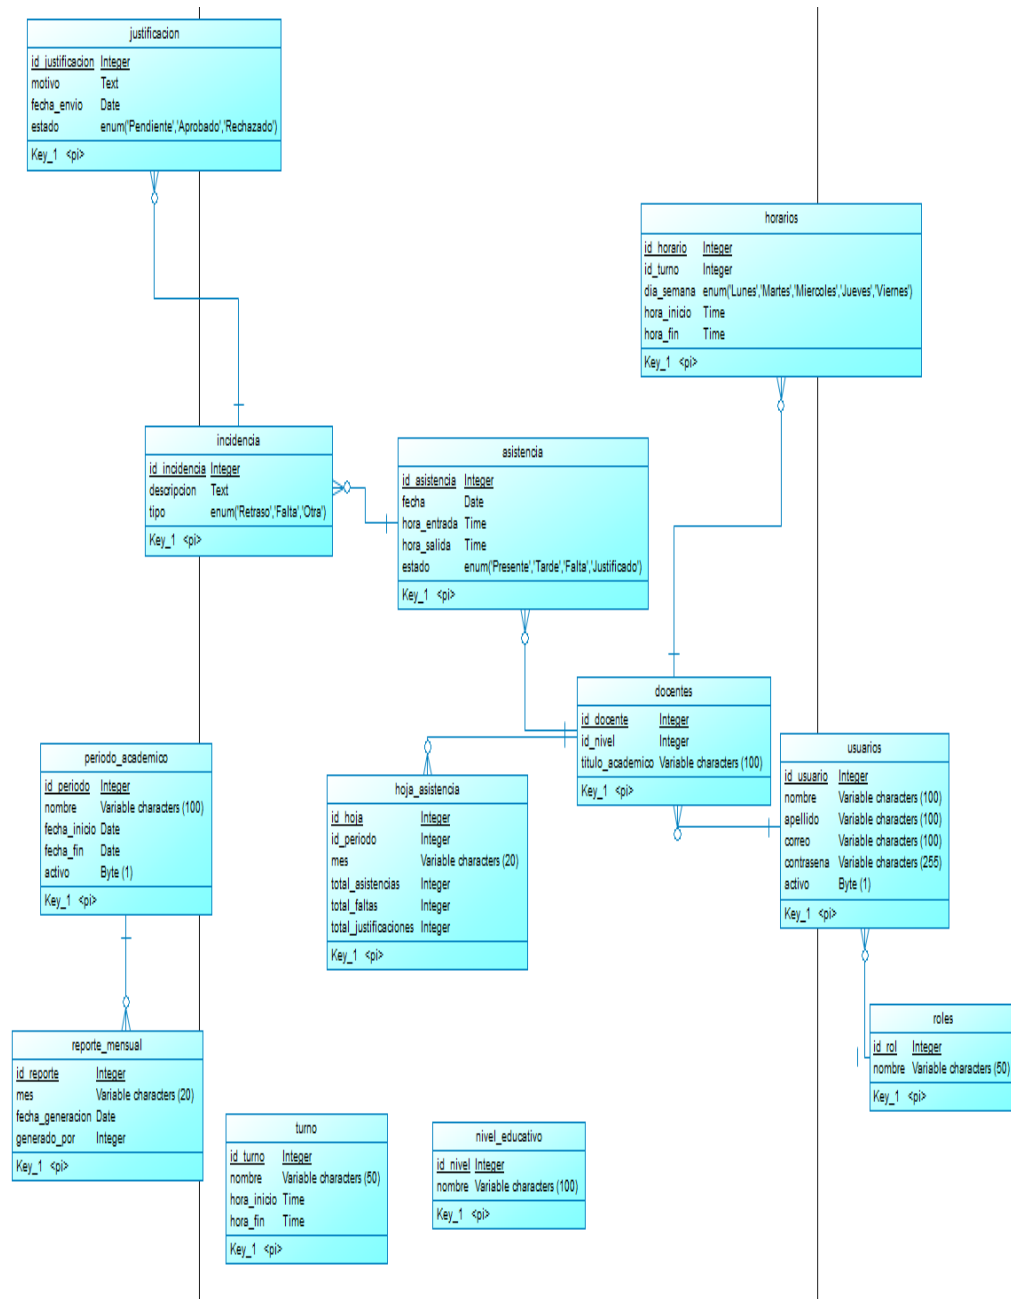 justificacion
id_justificacion Integer
motivo Text
fecha_envio Date
estado enum('Pendiente','Aprobado','Rechazado')
Key_1 <pi>
horarios
id_horario Integer
id_turno Integer
dia_semana enum('Lunes','Martes','Miercoles','Jueves','Viernes')
hora_inicio Time
hora_fin Time
Key_1 <pi>
incidencia
id_incidencia Integer
descripcion Text
tipo enum('Retraso','Falta','Otra')
Key_1 <pi>
asistencia
id_asistencia Integer
fecha Date
hora_entrada Time
hora_salida Time
estado enum('Presente','Tarde','Falta','Justificado')
Key_1 <pi>
docentes
id_docente Integer
id_nivel Integer
titulo_academico Variable characters (100)
Key_1 <pi>
usuarios
id_usuario Integer
nombre Variable characters (100)
apellido Variable characters (100)
correo Variable characters (100)
contrasena Variable characters (255)
activo Byte (1)
Key_1 <pi>
periodo_academico
id_periodo Integer
nombre Variable characters (100)
fecha_inicio Date
fecha_fin Date
activo Byte (1)
Key_1 <pi>
hoja_asistencia
id_hoja Integer
id_periodo Integer
mes Variable characters (20)
total_asistencias Integer
total_faltas Integer
total_justificaciones Integer
Key_1 <pi>
roles
id_rol Integer
nombre Variable characters (50)
Key_1 <pi>
reporte_mensual
id_reporte Integer
mes Variable characters (20)
fecha_generacion Date
generado_por Integer
Key_1 <pi>
turno
id_turno Integer
nombre Variable characters (50)
hora_inicio Time
hora_fin Time
Key_1 <pi>
nivel_educativo
id_nivel Integer
nombre Variable characters (100)
Key_1 <pi>